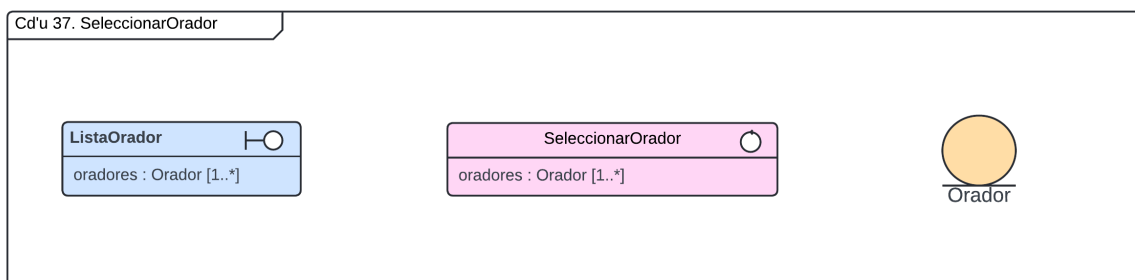 Cd'u 37. SeleccionarOrador
ListaOrador
oradores : Orador [1..*]
SeleccionarOrador
oradores : Orador [1..*]
Orador